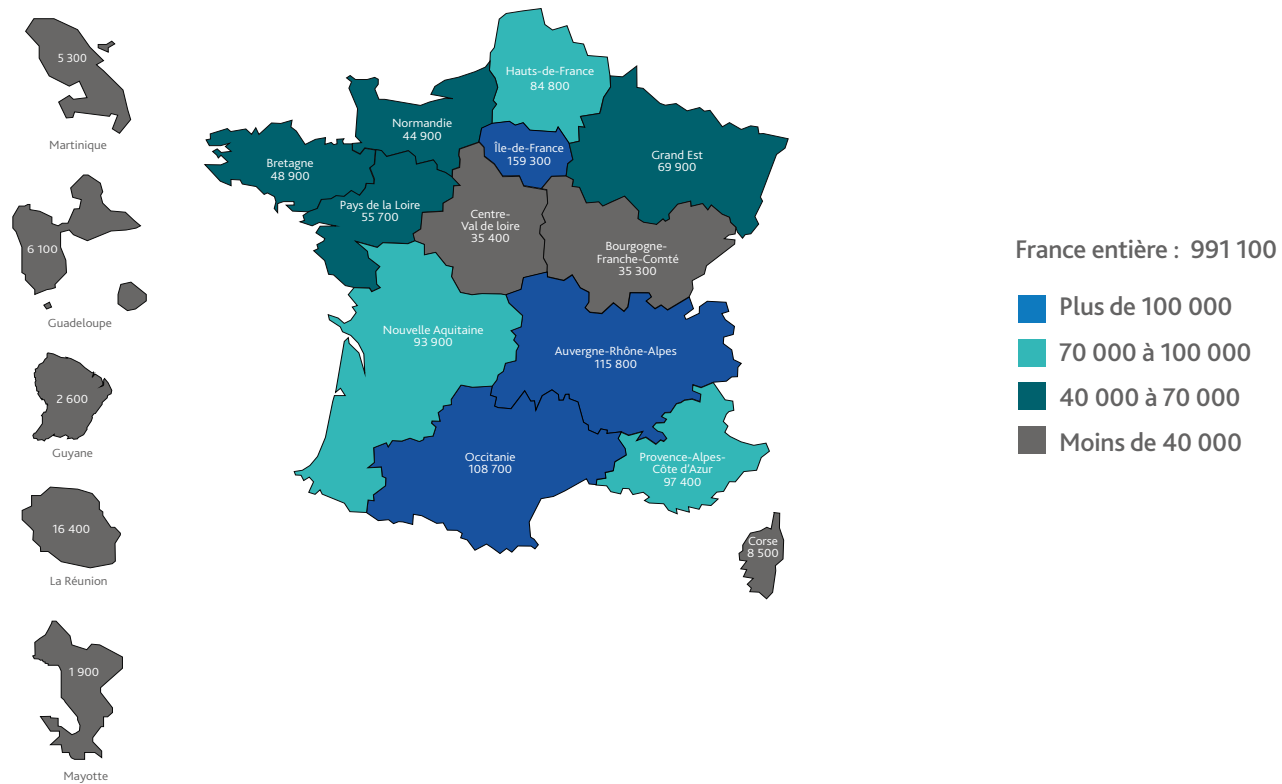 5 300
Martinique
6 100
Guadeloupe
2 600
Guyane
16 400
La Réunion
1 900
Mayotte
Hauts-de-France
84 800
Normandie
44 900
Île-de-France
159 300
Grand Est
69 900
Bretagne
48 900
Pays de la Loire
55 700
Centre-
Val de loire
35 400
Bourgogne-
Franche-Comté
35 300
Nouvelle Aquitaine
93 900
Auvergne-Rhône-Alpes
115 800
Occitanie
108 700
Provence-Alpes-
Côte d'Azur
97 400
Corse
8 500
France entière : 991 100
Plus de 100 000
70 000 à 100 000
40 000 à 70 000
Moins de 40 000